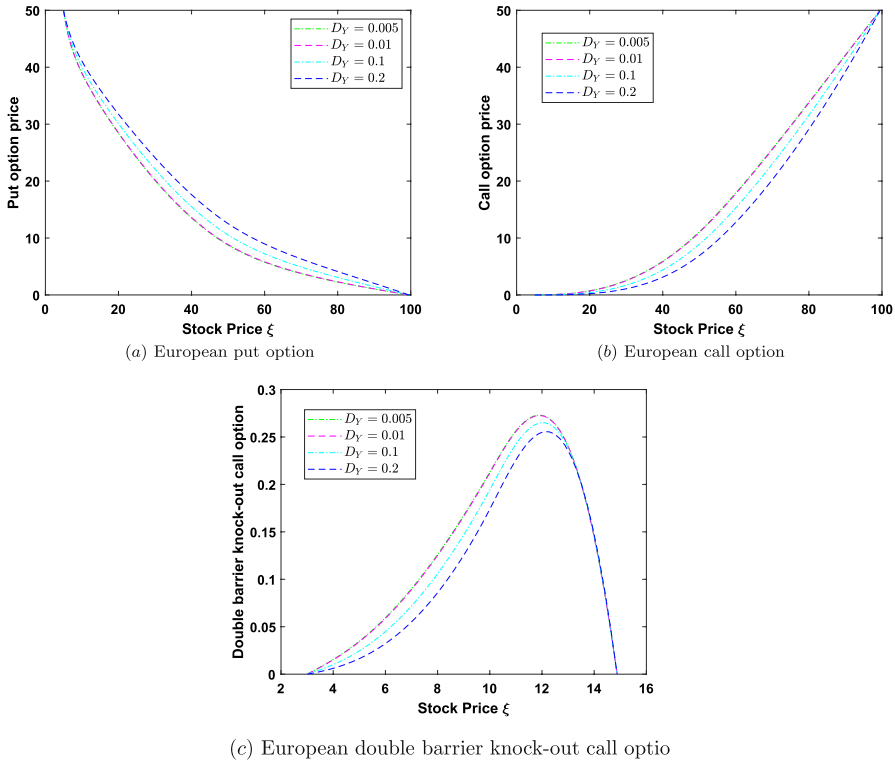 50
40
30
20
10
0
Put option price
D_Y = 0.005
D_Y = 0.01
D_Y = 0.1
D_Y = 0.2
0 20 40 60 80 100
Stock Price ξ
(a) European put option
50
40
30
20
10
0
Call option price
D_Y = 0.005
D_Y = 0.01
D_Y = 0.1
D_Y = 0.2
0 20 40 60 80 100
Stock Price ξ
(b) European call option
0.3
0.25
0.2
0.15
0.1
0.05
0
Double barrier knock-out call option
D_Y = 0.005
D_Y = 0.01
D_Y = 0.1
D_Y = 0.2
2 4 6 8 10 12 14 16
Stock Price ξ
(c) European double barrier knock-out call optio